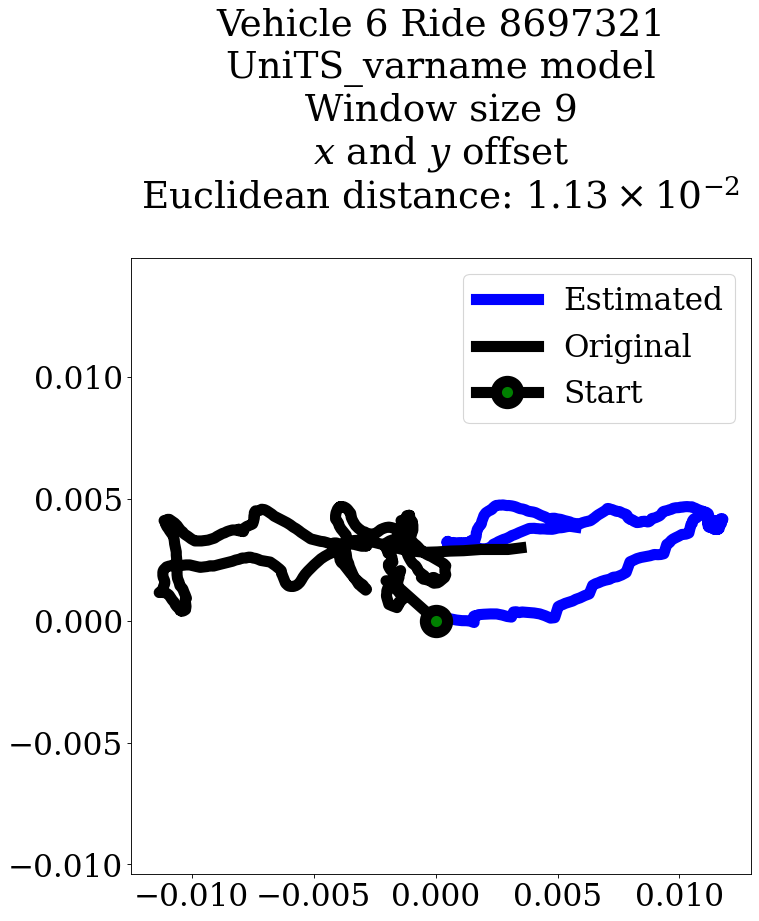 Vehicle 6 Ride 8697321
UniTS_varname model
Window size 9
x and y offset
Euclidean distance: 1.13 × 10⁻²
Estimated
Original
Start
0.010
0.005
0.000
−0.005
−0.010
−0.010 −0.005 0.000 0.005 0.010